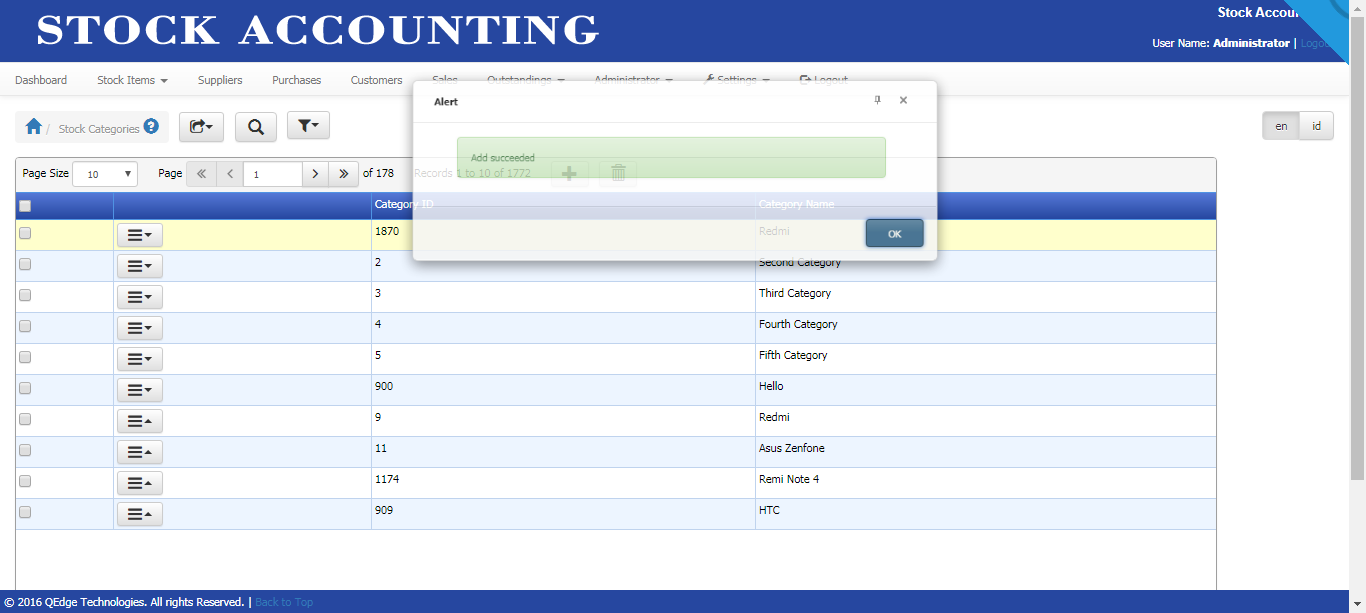 STOCK ACCOUNTING
Stock Accou
User Name: Administrator | Logou
Dashboard Stock Items Suppliers Purchases Customers Sales Outstandings Administrator Settings Logout
Alert
Stock Categories ?
en id
Add succeeded
Page Size 10 Page 1 of 178 Records 1 to 10 of 1772
Category ID Category Name
1870 Redmi
OK
2 Second Category
3 Third Category
4 Fourth Category
5 Fifth Category
900 Hello
9 Redmi
11 Asus Zenfone
1174 Remi Note 4
909 HTC
© 2016 QEdge Technologies. All rights Reserved. | Back to Top